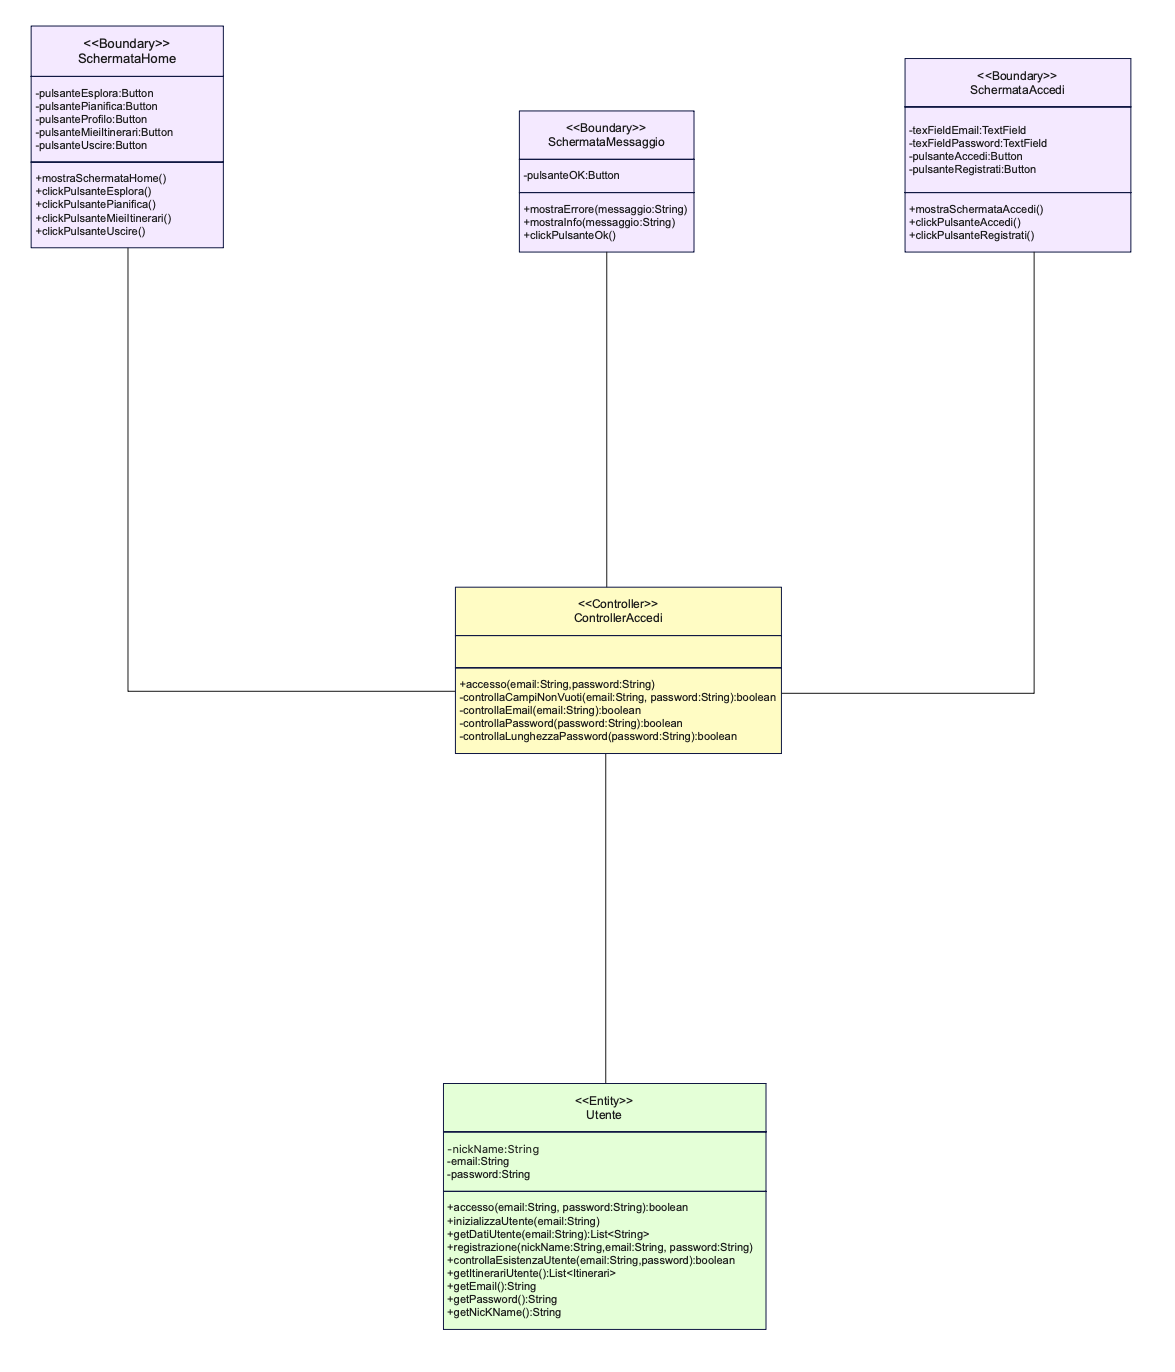 <<Boundary>>
SchermataHome
-pulsanteEsplora:Button
-pulsantePianifica:Button
-pulsanteProfilo:Button
-pulsanteMieiItinerari:Button
-pulsanteUscire:Button
+mostraSchermataHome()
+clickPulsanteEsplora()
+clickPulsantePianifica()
+clickPulsanteMieiItinerari()
+clickPulsanteUscire()
<<Boundary>>
SchermataMessaggio
-pulsanteOK:Button
+mostraErrore(messaggio:String)
+mostraInfo(messaggio:String)
+clickPulsanteOk()
<<Boundary>>
SchermataAccedi
-texFieldEmail:TextField
-texFieldPassword:TextField
-pulsanteAccedi:Button
-pulsanteRegistrati:Button
+mostraSchermataAccedi()
+clickPulsanteAccedi()
+clickPulsanteRegistrati()
<<Controller>>
ControllerAccedi
+accesso(email:String,password:String)
-controllaCampiNonVuoti(email:String, password:String):boolean
-controllaEmail(email:String):boolean
-controllaPassword(password:String):boolean
-controllaLunghezzaPassword(password:String):boolean
<<Entity>>
Utente
-nickName:String
-email:String
-password:String
+accesso(email:String, password:String):boolean
+inizializzaUtente(email:String)
+getDatiUtente(email:String):List<String>
+registrazione(nickName:String,email:String, password:String)
+controllaEsistenzaUtente(email:String,password):boolean
+getItinerariUtente():List<Itinerari>
+getEmail():String
+getPassword():String
+getNicKName():String